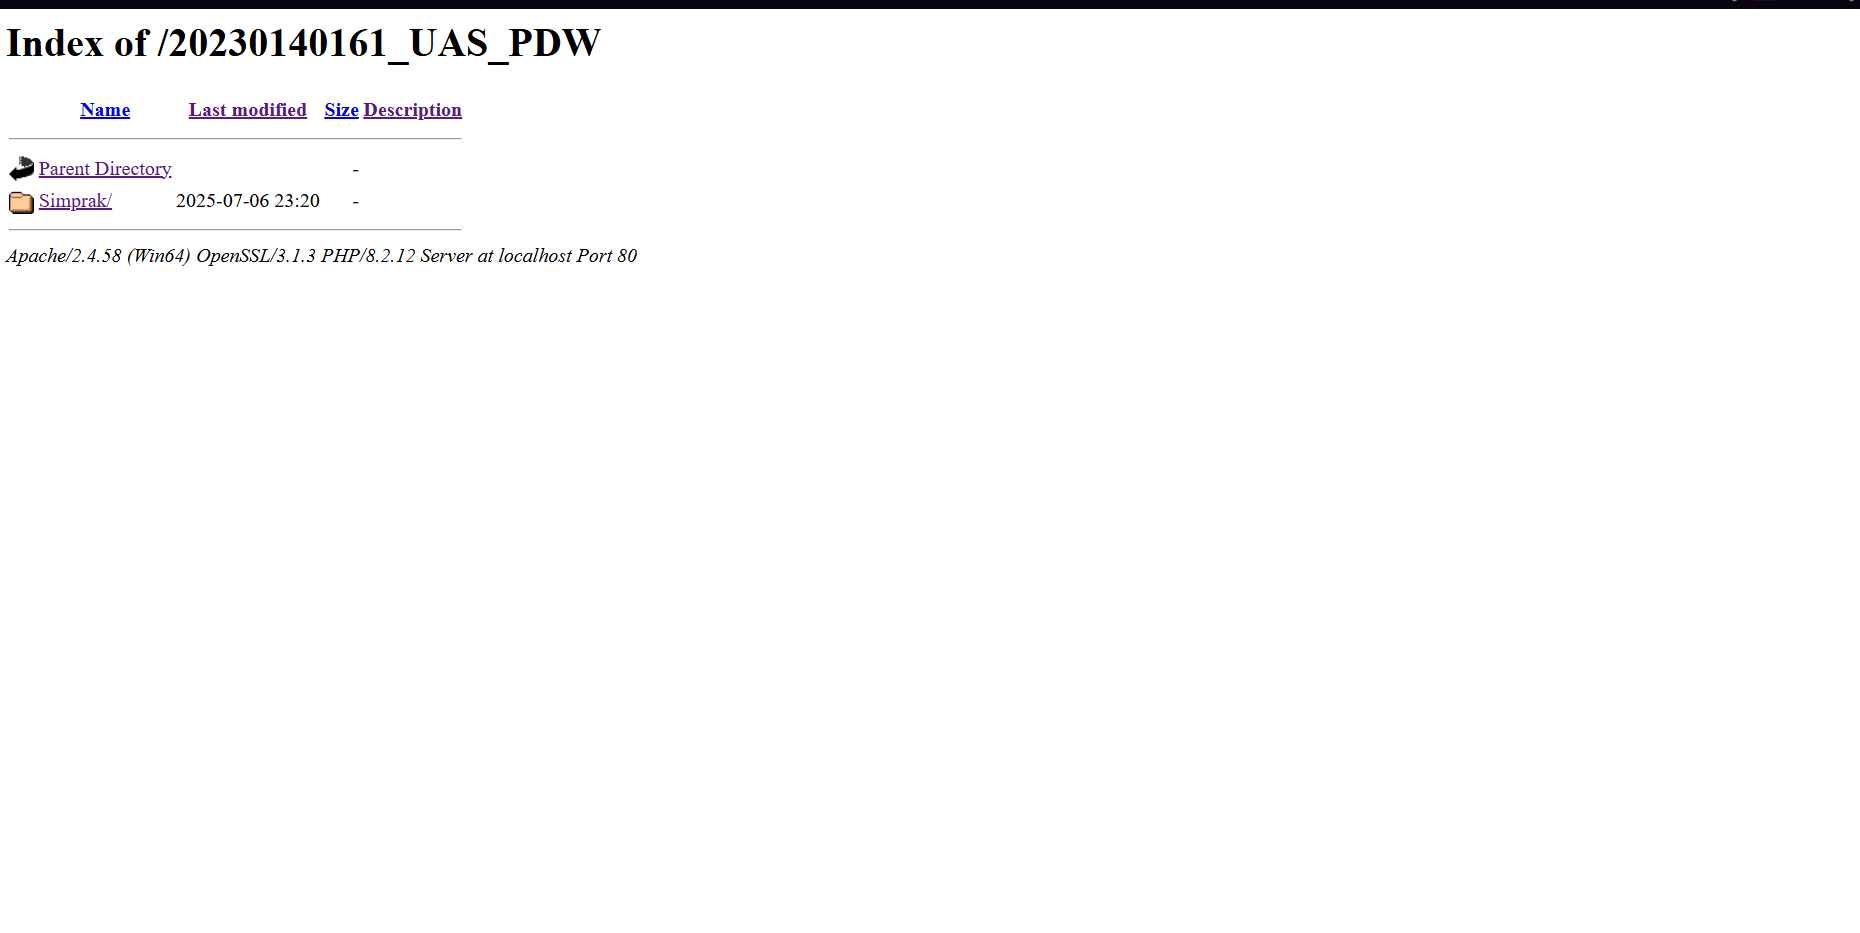 Index of /20230140161_UAS_PDW
Name Last modified Size Description
Parent Directory -
Simprak/ 2025-07-06 23:20 -
Apache/2.4.58 (Win64) OpenSSL/3.1.3 PHP/8.2.12 Server at localhost Port 80